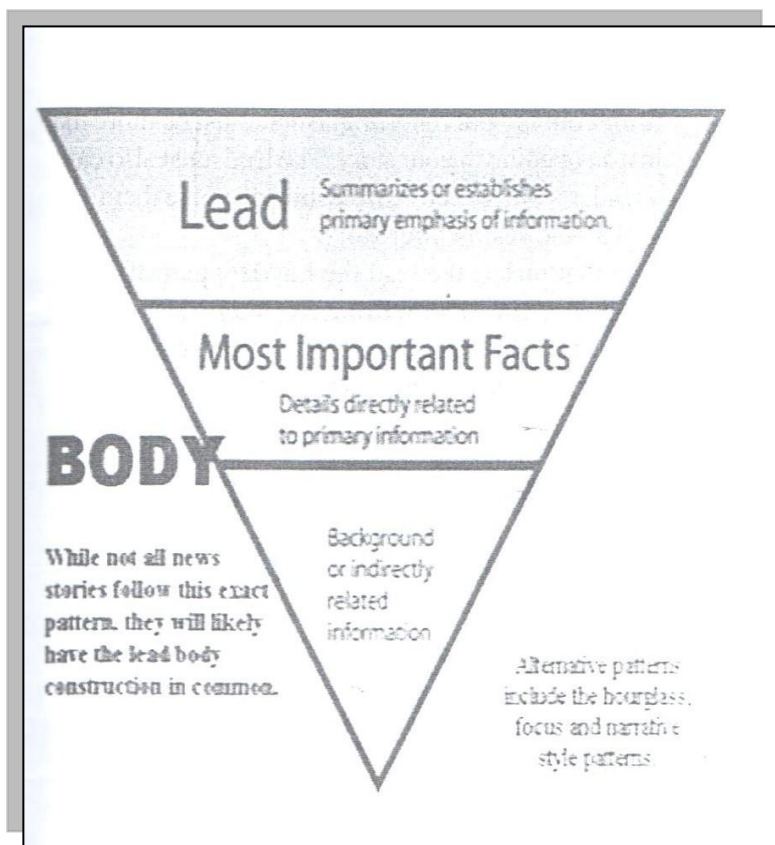 Lead
Summarizes or establishes
primary emphasis of information.
Most Important Facts
Details directly related
to primary information
BODY
Background
or indirectly
related
information
While not all news
stories follow this exact
pattern, they will likely
have the lead body
construction in common.
Alternative patterns
include the hourglass,
focus and narrative
style patterns